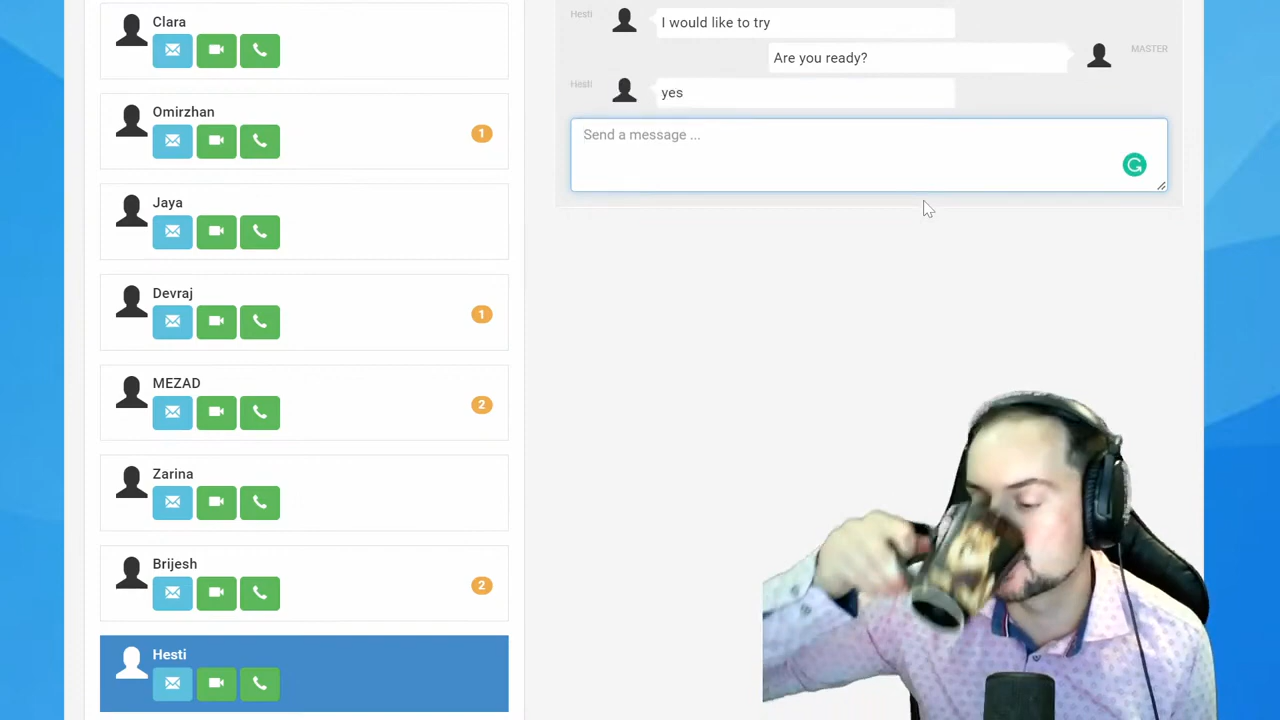 Clara
Omirzhan
1
Jaya
Devraj
1
MEZAD
2
Zarina
Brijesh
2
Hesti
Hesti
I would like to try
Are you ready?
MASTER
Hesti
yes
Send a message ...